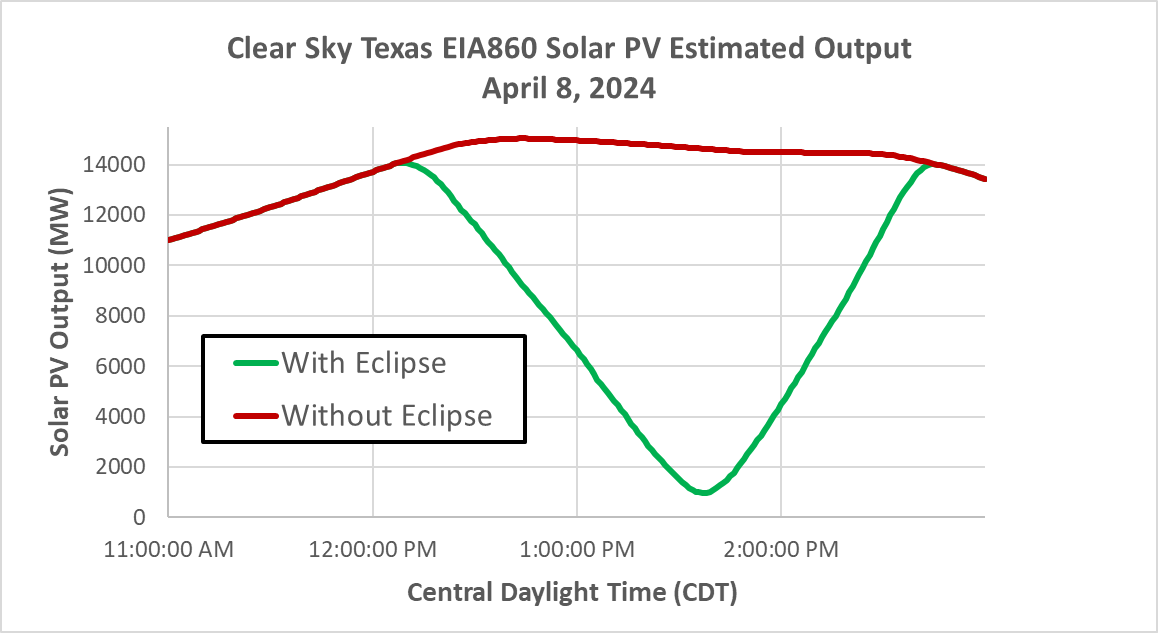 Clear Sky Texas EIA860 Solar PV Estimated Output
April 8, 2024
Solar PV Output (MW)
14000
12000
10000
8000
6000
4000
2000
0
With Eclipse
Without Eclipse
11:00:00 AM
12:00:00 PM
1:00:00 PM
2:00:00 PM
Central Daylight Time (CDT)